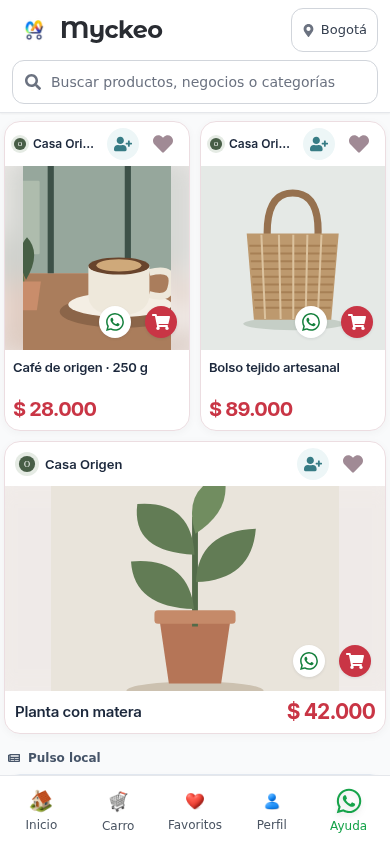 Myckeo
Bogotá
Buscar productos, negocios o categorías
Casa Ori...
Casa Ori...
Café de origen · 250 g
$ 28.000
Bolso tejido artesanal
$ 89.000
Casa Origen
Planta con matera
$ 42.000
Pulso local
Inicio
Carro
Favoritos
Perfil
Ayuda